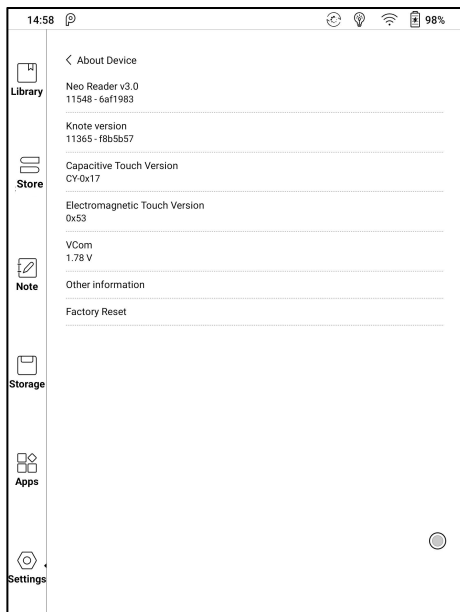 14:58 98%
About Device
Neo Reader v3.0
11548 - 6af1983
Knote version
11365 - f8b5b57
Capacitive Touch Version
CY-0x17
Electromagnetic Touch Version
0x53
VCom
1.78 V
Other information
Factory Reset
Library
Store
Note
Storage
Apps
Settings